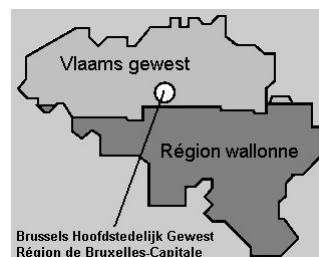 Vlaams gewest
Région wallonne
Brussels Hoofdstedelijk Gewest
Région de Bruxelles-Capitale